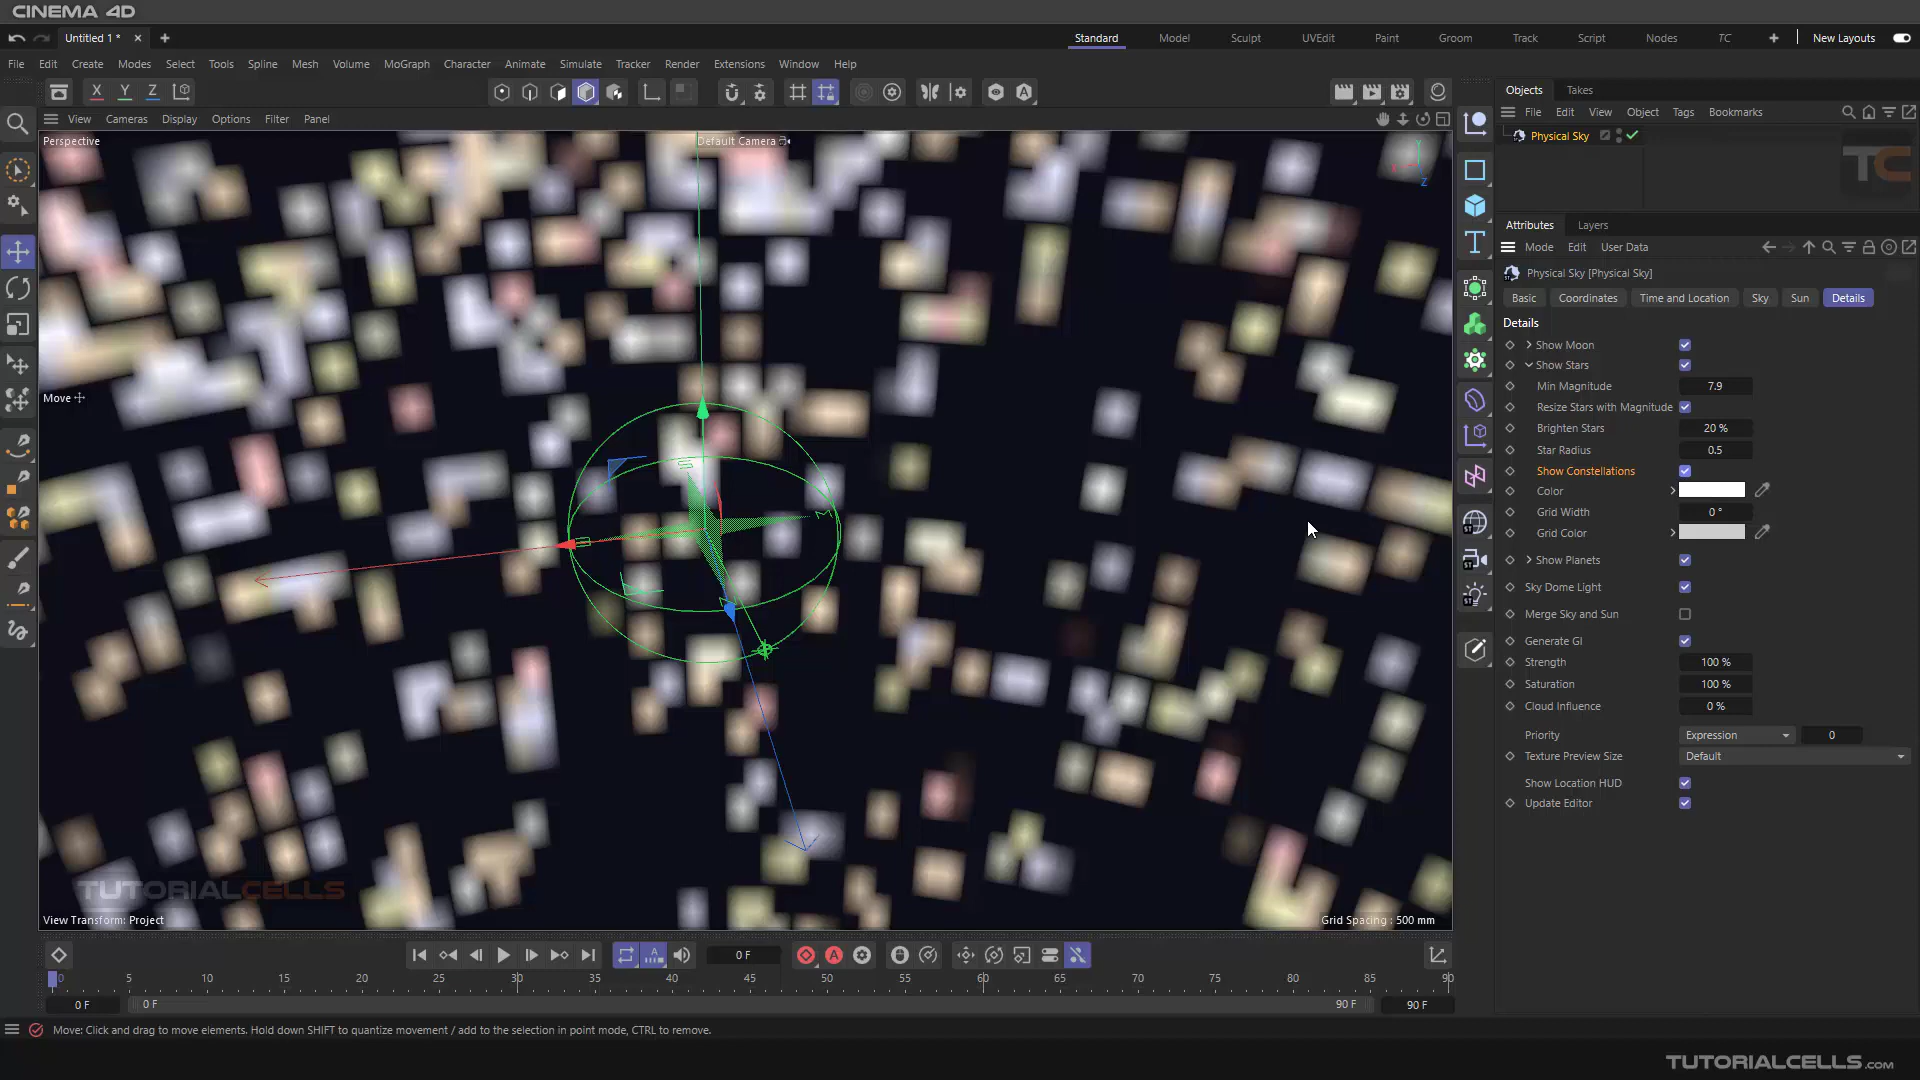 CINEMA 4D
Untitled 1 *
Standard Model Sculpt UVEdit Paint Groom Track Script Nodes TC New Layouts
File Edit Create Modes Select Tools Spline Mesh Volume MoGraph Character Animate Simulate Tracker Render Extensions Window Help
X Y Z
View Cameras Display Options Filter Panel
Perspective
Default Camera
Move
Objects Takes
File Edit View Object Tags Bookmarks
Physical Sky
TC
Attributes Layers
Mode Edit User Data
Physical Sky [Physical Sky]
Basic Coordinates Time and Location Sky Sun Details
Details
Show Moon
Show Stars
Min Magnitude 7.9
Resize Stars with Magnitude
Brighten Stars 20 %
Star Radius 0.5
Show Constellations
Color
Grid Width 0 °
Grid Color
Show Planets
Sky Dome Light
Merge Sky and Sun
Generate GI
Strength 100 %
Saturation 100 %
Cloud Influence 0 %
Priority Expression 0
Texture Preview Size Default
Show Location HUD
Update Editor
TUTORIALCELLS
View Transform: Project
Grid Spacing : 500 mm
0 F
0 5 10 15 20 25 30 35 40 45 50 55 60 65 70 75 80 85 90
0 F 0 F 90 F 90 F
Move: Click and drag to move elements. Hold down SHIFT to quantize movement / add to the selection in point mode, CTRL to remove.
TUTORIALCELLS.com